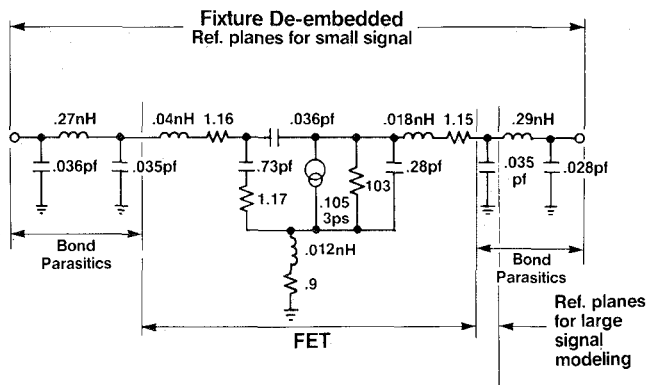 Fixture De-embedded
Ref. planes for small signal
.27nH
.04nH
1.16
.036pf
.018nH
1.15
.29nH
.036pf
.035pf
.73pf
1.17
.105
3ps
103
.28pf
.035
pf
.028pf
.012nH
.9
Bond
Parasitics
Bond
Parasitics
FET
Ref. planes
for large
signal
modeling